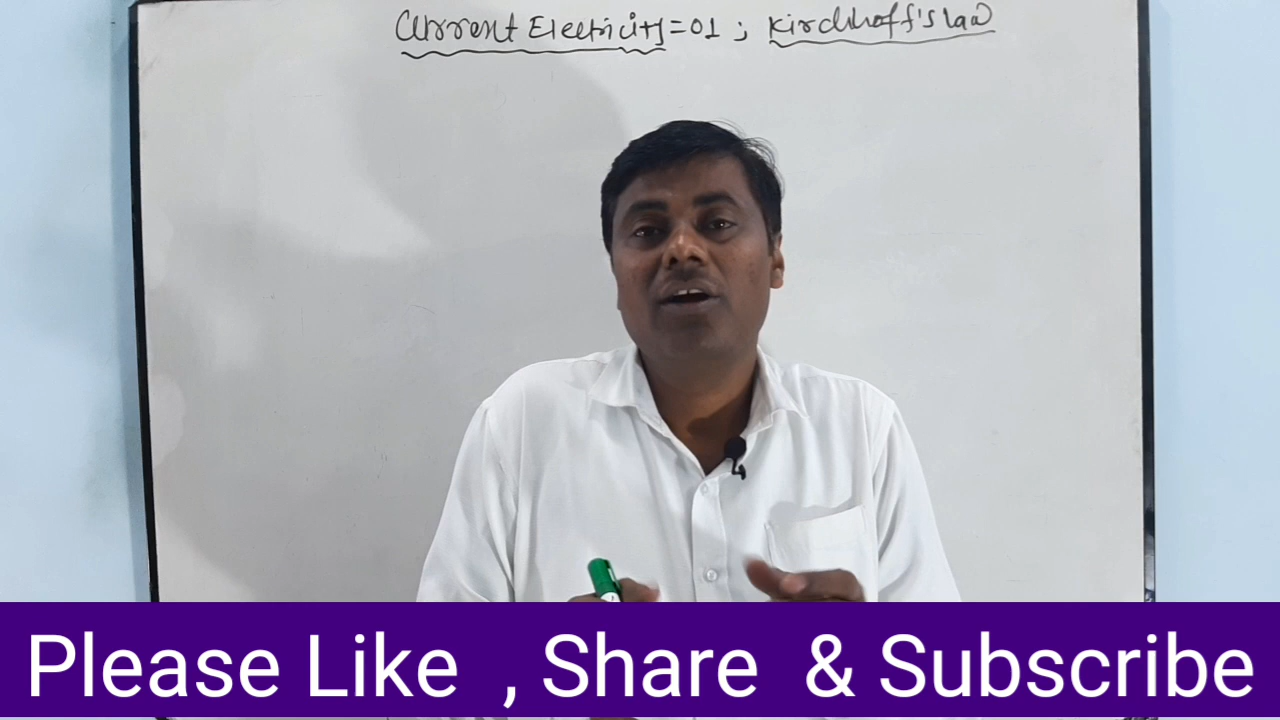 Current Electricity=01 ; Kirchhoff's law
Please Like , Share & Subscribe